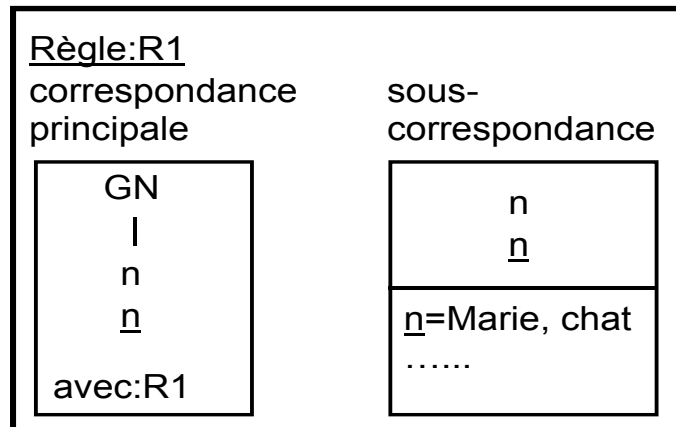 Règle:R1
correspondance
principale
GN
n
n
avec:R1
sous-
correspondance
n
n
n=Marie, chat
…...